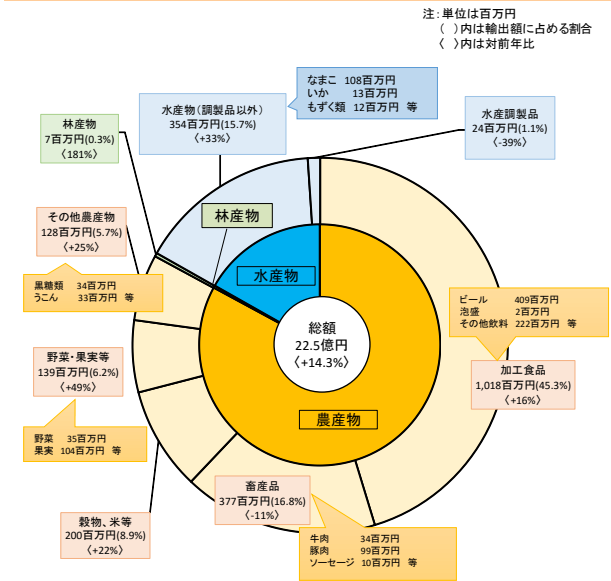 注：単位は百万円
（ ）内は輸出額に占める割合
〈 〉内は対前年比
なまこ 108百万円
いか 13百万円
もずく類 12百万円 等
水産物（調製品以外）
354百万円(15.7%)
〈+33%〉
水産調製品
24百万円(1.1%)
〈-39%〉
林産物
7百万円(0.3%)
〈181%〉
林産物
その他農産物
128百万円(5.7%)
〈+25%〉
黒糖類 34百万円
うこん 33百万円 等
水産物
総額
22.5億円
〈+14.3%〉
ビール 409百万円
泡盛 2百万円
その他飲料 222百万円 等
加工食品
1,018百万円(45.3%)
〈+16%〉
野菜・果実等
139百万円(6.2%)
〈+49%〉
野菜 35百万円
果実 104百万円 等
農産物
畜産品
377百万円(16.8%)
〈-11%〉
穀物、米等
200百万円(8.9%)
〈+22%〉
牛肉 34百万円
豚肉 99百万円
ソーセージ 10百万円 等